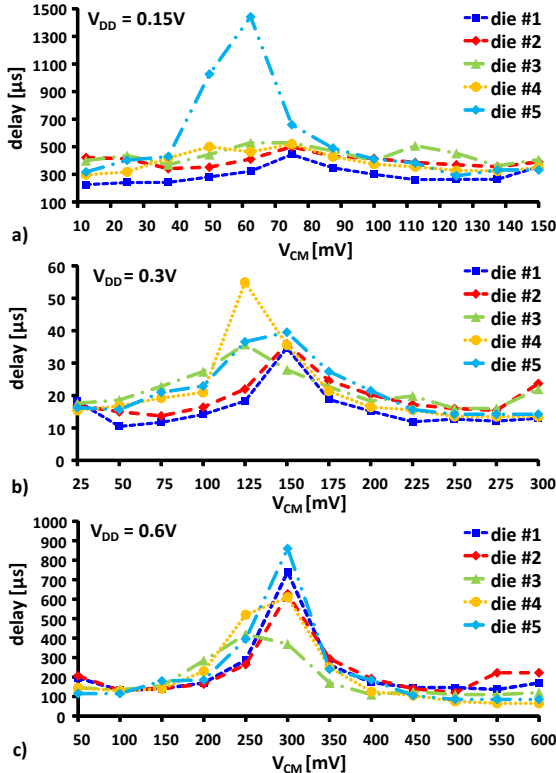 1500
1300
1100
900
700
500
300
100
delay [µs]
V_DD = 0.15V
die #1
die #2
die #3
die #4
die #5
10 20 30 40 50 60 70 80 90 100 110 120 130 140 150
V_CM [mV]
a)
60
50
40
30
20
10
0
delay [µs]
V_DD = 0.3V
die #1
die #2
die #3
die #4
die #5
25 50 75 100 125 150 175 200 225 250 275 300
V_CM [mV]
b)
1000
900
800
700
600
500
400
300
200
100
0
delay [µs]
V_DD = 0.6V
die #1
die #2
die #3
die #4
die #5
50 100 150 200 250 300 350 400 450 500 550 600
V_CM [mV]
c)